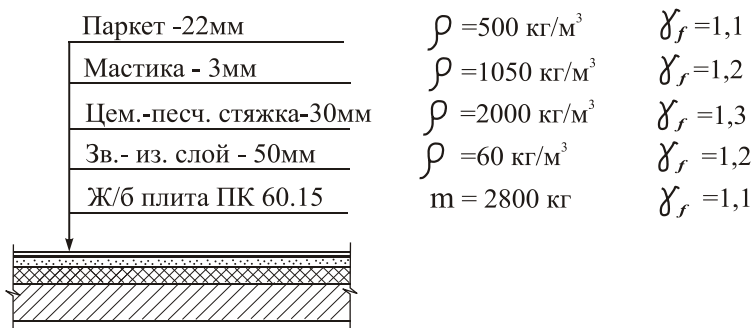 Паркет -22мм ρ =500 кг/м³ γf =1,1
Мастика - 3мм ρ =1050 кг/м³ γf =1,2
Цем.-песч. стяжка-30мм ρ =2000 кг/м³ γf =1,3
Зв.- из. слой - 50мм ρ =60 кг/м³ γf =1,2
Ж/б плита ПК 60.15 m = 2800 кг γf =1,1